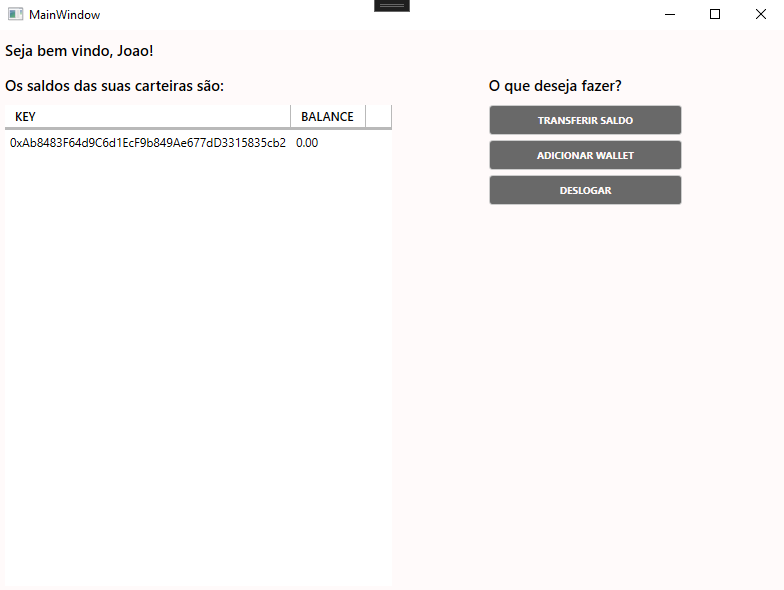 MainWindow
Seja bem vindo, Joao!
Os saldos das suas carteiras são:
KEY BALANCE
0xAb8483F64d9C6d1EcF9b849Ae677dD3315835cb2 0.00
O que deseja fazer?
TRANSFERIR SALDO
ADICIONAR WALLET
DESLOGAR